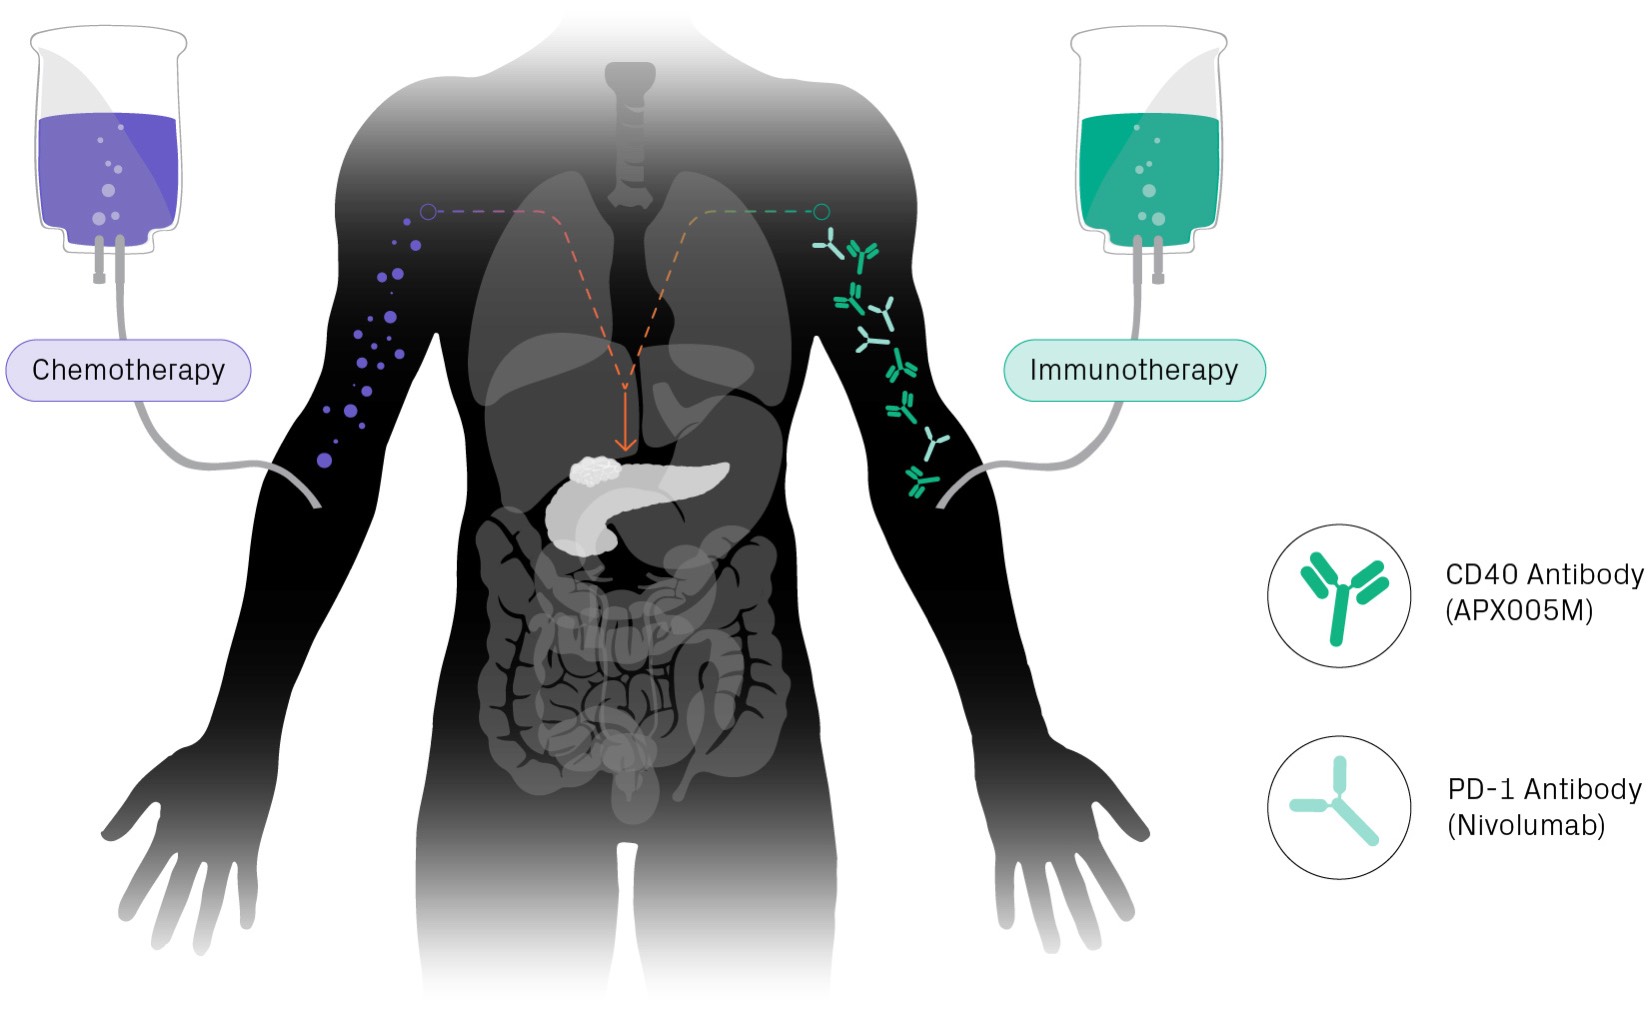 Chemotherapy
Immunotherapy
CD40 Antibody
(APX005M)
PD-1 Antibody
(Nivolumab)